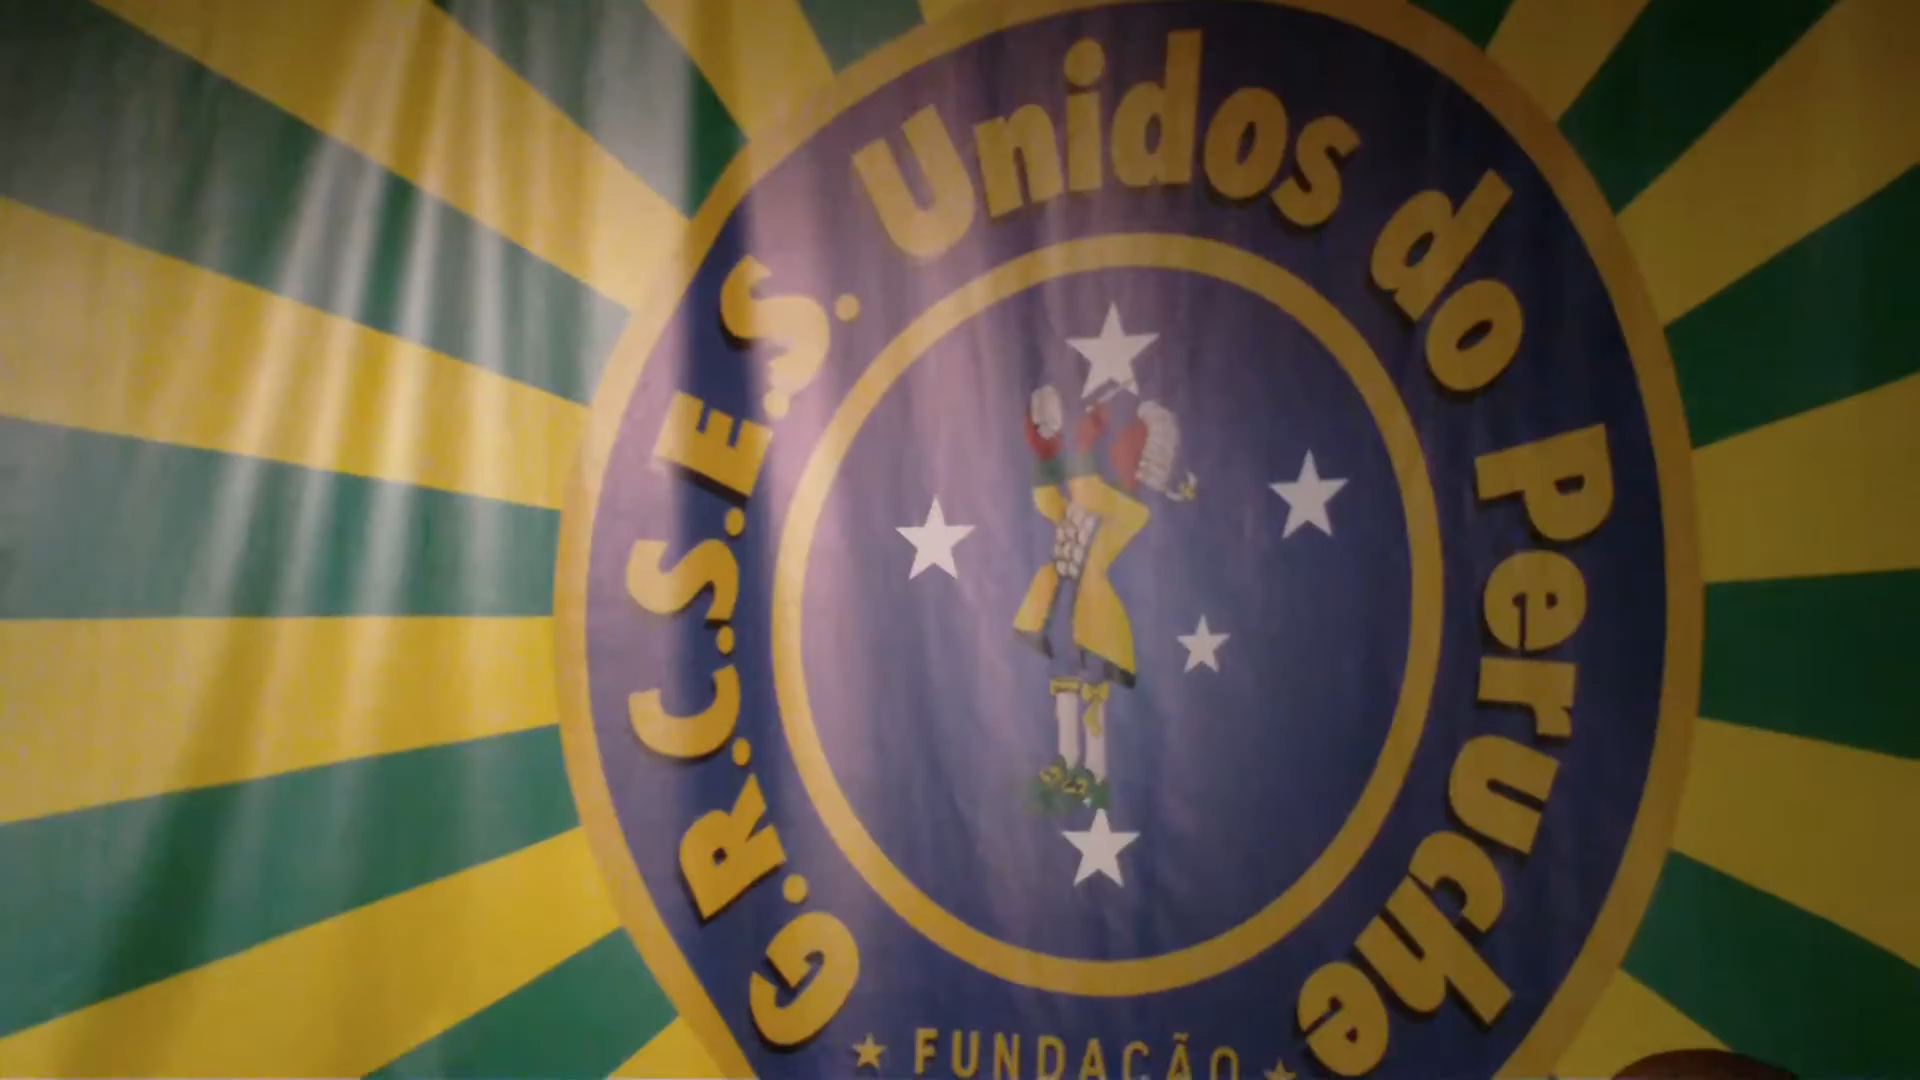 G.R.C.S.E.S. Unidos do Peruche
★ FUNDAÇÃO ★